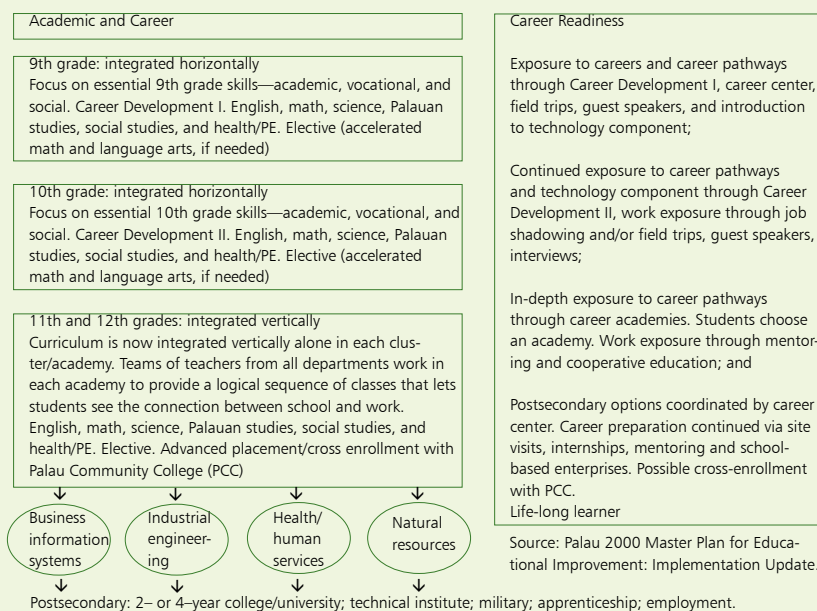 Academic and Career
9th grade: integrated horizontally
Focus on essential 9th grade skills—academic, vocational, and
social. Career Development I. English, math, science, Palauan
studies, social studies, and health/PE. Elective (accelerated
math and language arts, if needed)
10th grade: integrated horizontally
Focus on essential 10th grade skills—academic, vocational, and
social. Career Development II. English, math, science, Palauan
studies, social studies, and health/PE. Elective (accelerated
math and language arts, if needed)
11th and 12th grades: integrated vertically
Curriculum is now integrated vertically alone in each clus-
ter/academy. Teams of teachers from all departments work in
each academy to provide a logical sequence of classes that lets
students see the connection between school and work.
English, math, science, Palauan studies, social studies, and
health/PE. Elective. Advanced placement/cross enrollment with
Palau Community College (PCC)
Business
information
systems
Industrial
engineer-
ing
Health/
human
services
Natural
resources
Postsecondary: 2– or 4–year college/university; technical institute; military; apprenticeship; employment.
Career Readiness
Exposure to careers and career pathways
through Career Development I, career center,
field trips, guest speakers, and introduction
to technology component;
Continued exposure to career pathways
and technology component through Career
Development II, work exposure through job
shadowing and/or field trips, guest speakers,
interviews;
In-depth exposure to career pathways
through career academies. Students choose
an academy. Work exposure through mentor-
ing and cooperative education; and
Postsecondary options coordinated by career
center. Career preparation continued via site
visits, internships, mentoring and school-
based enterprises. Possible cross-enrollment
with PCC.
Life-long learner
Source: Palau 2000 Master Plan for Educa-
tional Improvement: Implementation Update.